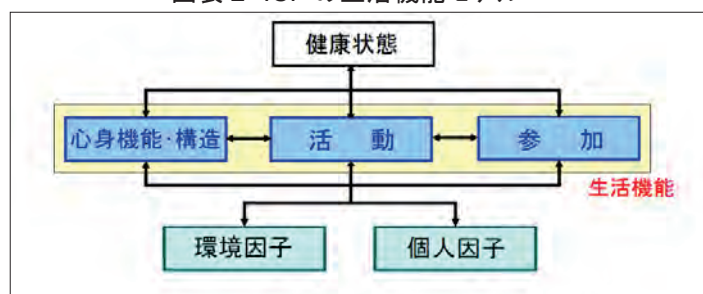 健康状態
心身機能・構造
活 動
参 加
生活機能
環境因子
個人因子